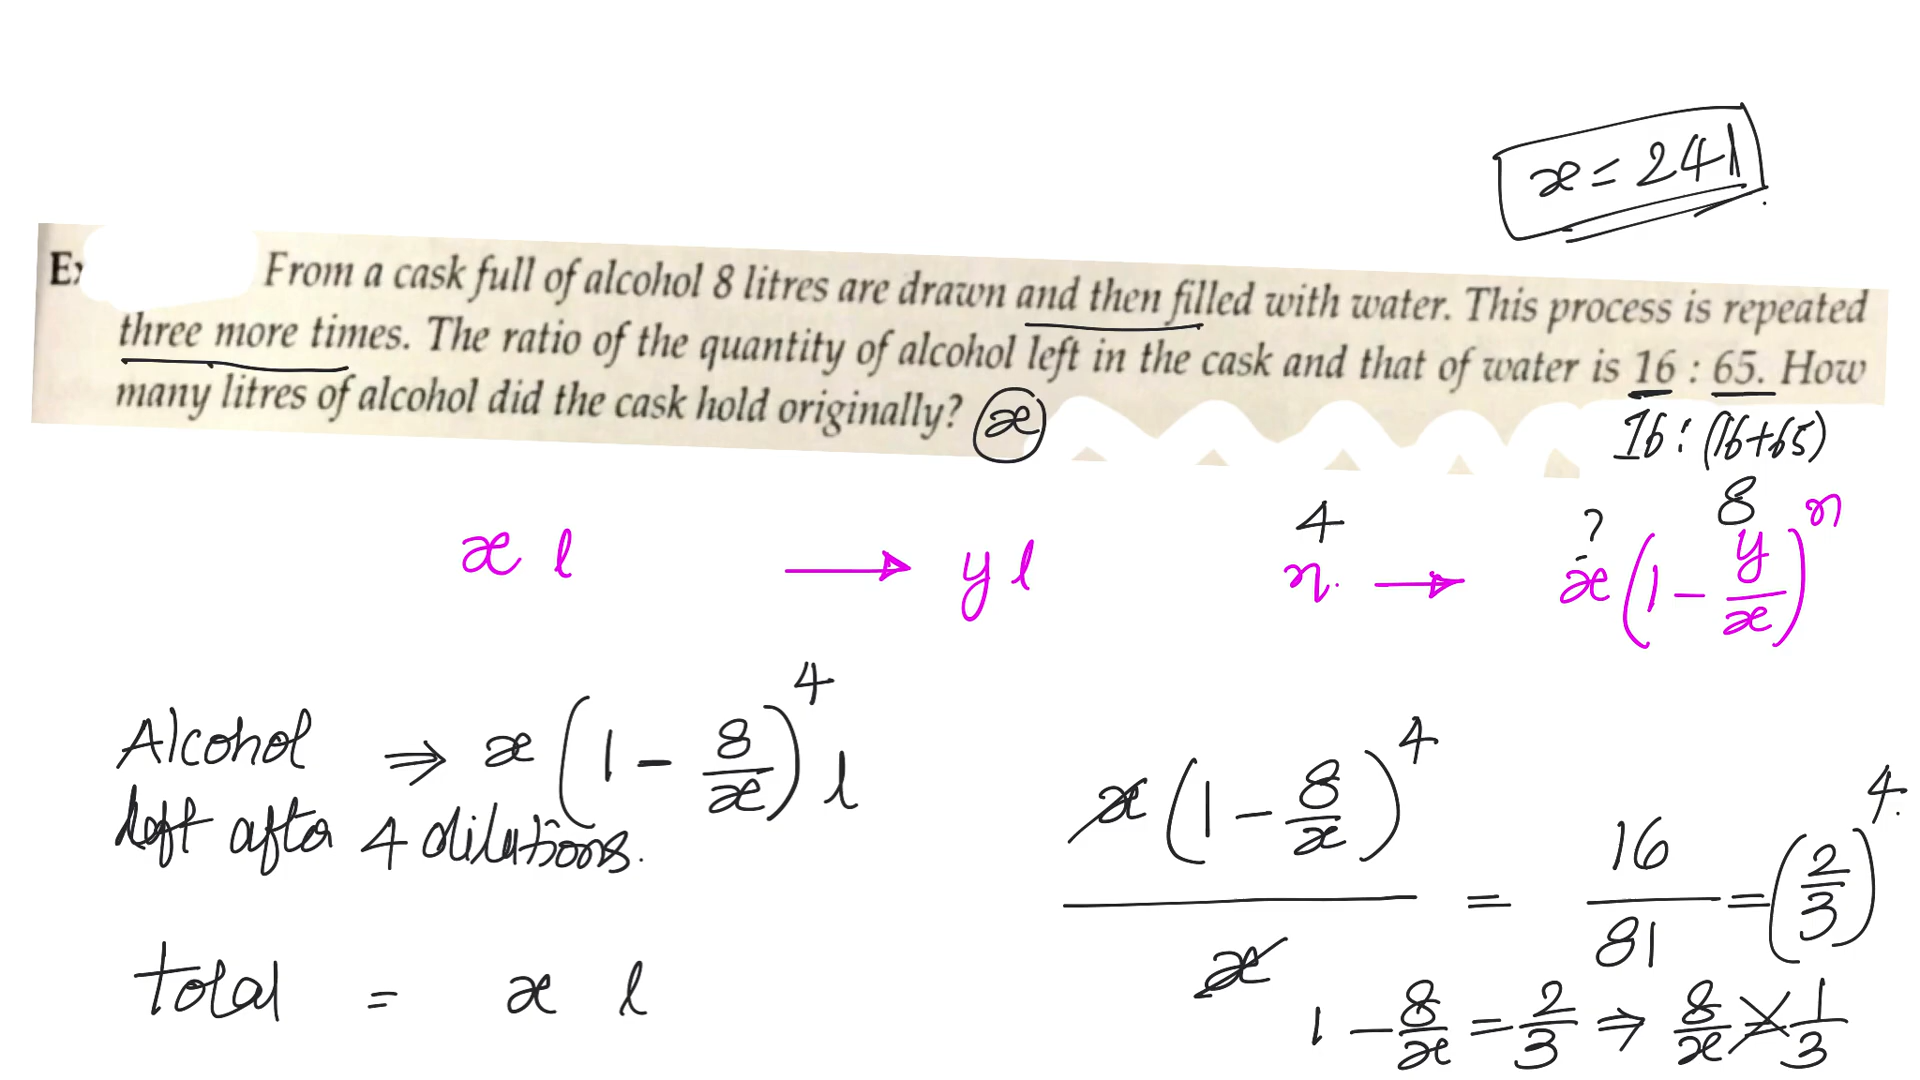 x = 24 l
Ex From a cask full of alcohol 8 litres are drawn and then filled with water. This process is repeated
three more times. The ratio of the quantity of alcohol left in the cask and that of water is 16 : 65. How
many litres of alcohol did the cask hold originally? x
16 : (16+65)
x l → y l
4
n. →
? 8
x(1 - y/x)^n
Alcohol ⇒ x(1 - 8/x)^4 l
left after 4 dilutions.
x(1 - 8/x)^4 / x = 16/81 = (2/3)^4.
total = x l
1 - 8/x = 2/3 ⇒ 8/x = 1/3